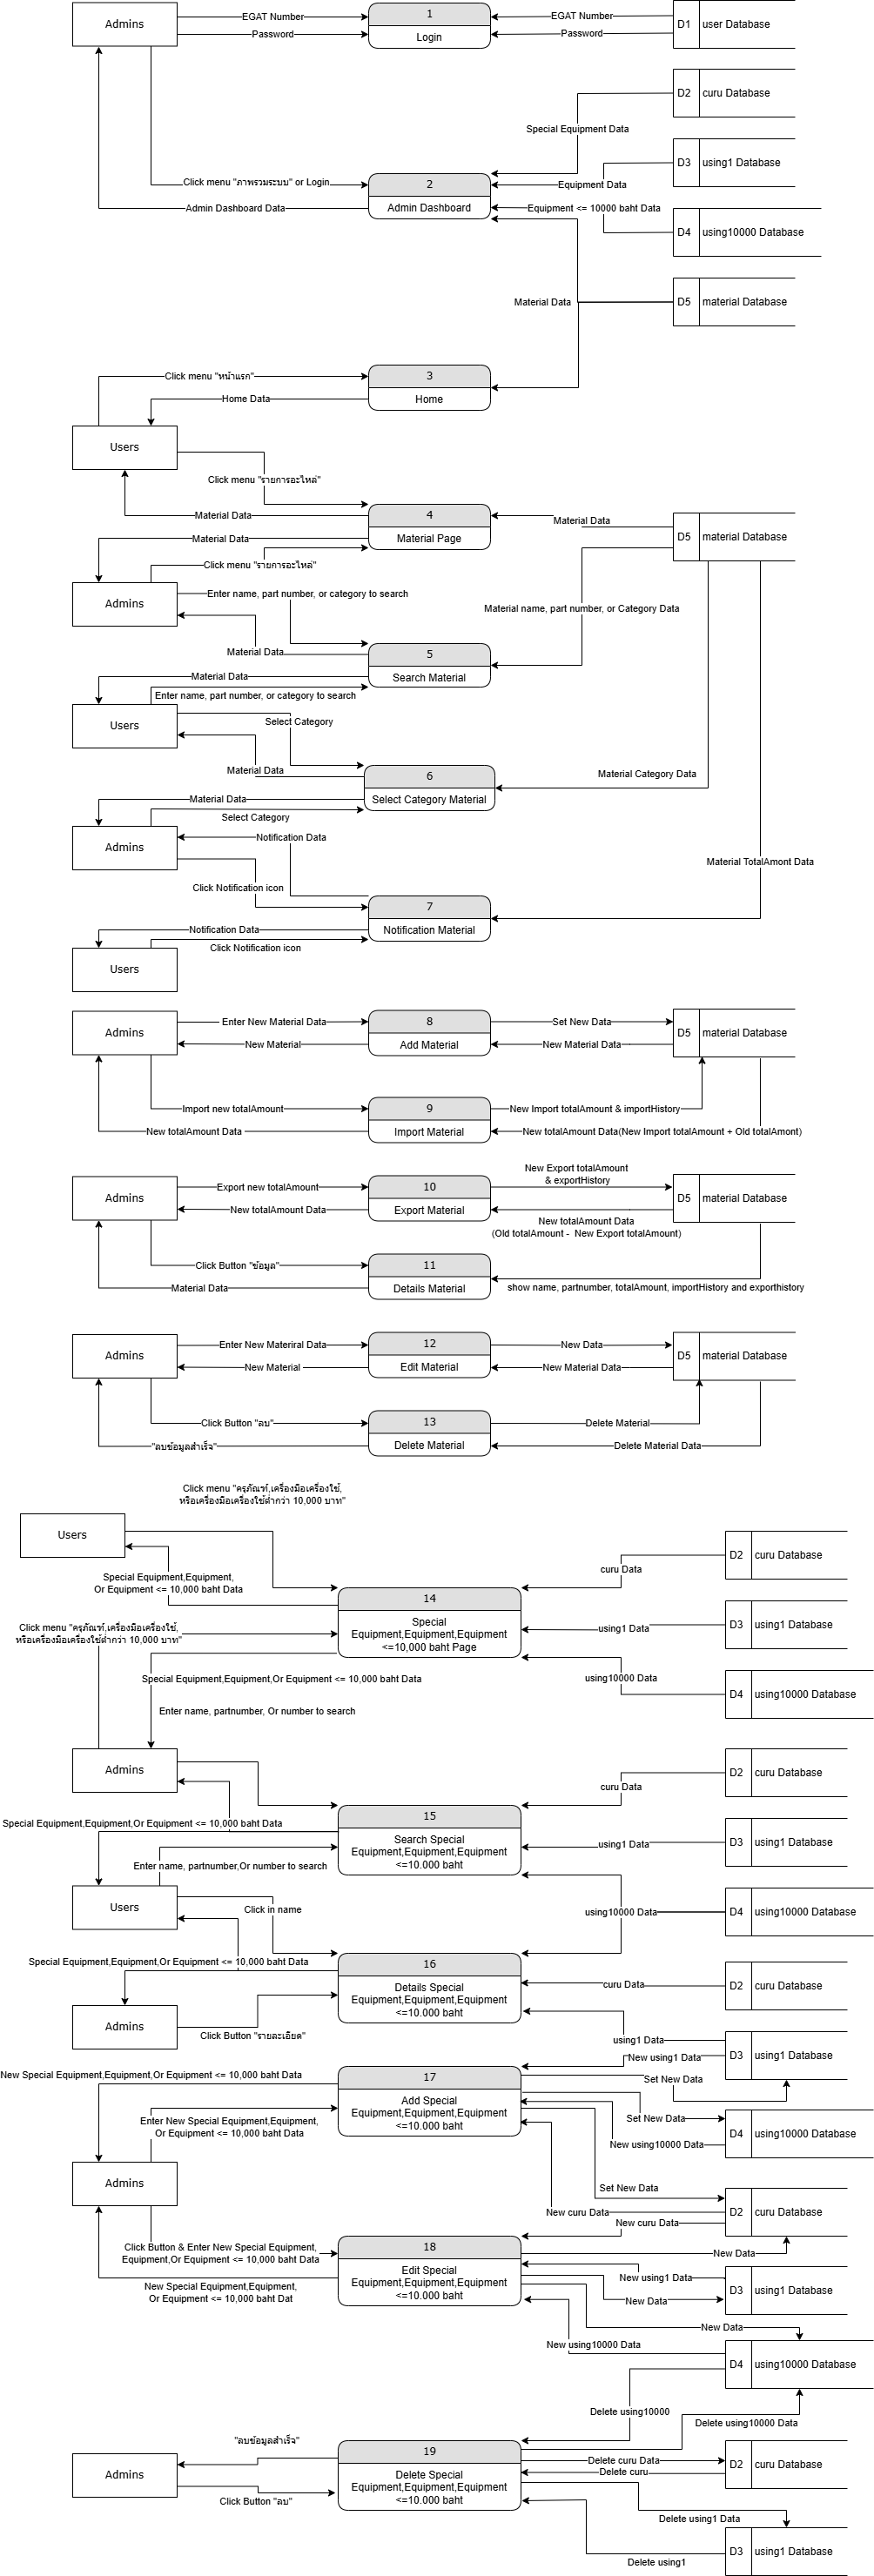 Admins
EGAT Number
Password
1
Login
EGAT Number
Password
D1
user Database
D2
curu Database
Special Equipment Data
D3
using1 Database
Click menu "ภาพรวมระบบ" or Login
2
Equipment Data
Admin Dashboard Data
Admin Dashboard
Equipment <= 10000 baht Data
D4
using10000 Database
Material Data
D5
material Database
Click menu "หน้าแรก"
3
Home Data
Home
Users
Click menu "รายการอะไหล่"
Material Data
4
Material Page
Material Data
D5
material Database
Material Data
Click menu "รายการอะไหล่"
Admins
Enter name, part number, or category to search
Material name, part number, or Category Data
Material Data
5
Search Material
Material Data
Enter name, part number, or category to search
Users
Select Category
Material Data
6
Select Category Material
Material Category Data
Material Data
Select Category
Admins
Notification Data
Material TotalAmont Data
Click Notification icon
7
Notification Material
Notification Data
Click Notification icon
Users
Admins
Enter New Material Data
8
Set New Data
D5
material Database
New Material
Add Material
New Material Data
Import new totalAmount
9
New Import totalAmount & importHistory
New totalAmount Data
Import Material
New totalAmount Data(New Import totalAmount + Old totalAmont)
New Export totalAmount
& exportHistory
Admins
Export new totalAmount
10
D5
material Database
New totalAmount Data
Export Material
New totalAmount Data
(Old totalAmount -  New Export totalAmount)
Click Button "ข้อมูล"
11
Material Data
Details Material
show name, partnumber, totalAmount, importHistory and exporthistory
Admins
Enter New Materiral Data
12
New Data
D5
material Database
New Material
Edit Material
New Material Data
Click Button "ลบ"
13
Delete Material
"ลบข้อมูลสำเร็จ"
Delete Material
Delete Material Data
Click menu "ครุภัณฑ์,เครื่องมือเครื่องใช้,
หรือเครื่องมือเครื่องใช้ต่ำกว่า 10,000 บาท"
Users
D2
curu Database
curu Data
Special Equipment,Equipment,
Or Equipment <= 10,000 baht Data
14
Special
Equipment,Equipment,Equipment
<=10,000 baht Page
using1 Data
D3
using1 Database
Click menu "ครุภัณฑ์,เครื่องมือเครื่องใช้,
หรือเครื่องมือเครื่องใช้ต่ำกว่า 10,000 บาท"
Special Equipment,Equipment,Or Equipment <= 10,000 baht Data
using10000 Data
D4
using10000 Database
Enter name, partnumber, Or number to search
Admins
D2
curu Database
curu Data
15
Special Equipment,Equipment,Or Equipment <= 10,000 baht Data
Search Special
Equipment,Equipment,Equipment
<=10.000 baht
using1 Data
D3
using1 Database
Enter name, partnumber,Or number to search
Users
Click in name
using10000 Data
D4
using10000 Database
Special Equipment,Equipment,Or Equipment <= 10,000 baht Data
16
Details Special
Equipment,Equipment,Equipment
<=10.000 baht
curu Data
D2
curu Database
Admins
Click Button "รายละเอียด"
using1 Data
New using1 Data
D3
using1 Database
New Special Equipment,Equipment,Or Equipment <= 10,000 baht Data
17
Set New Data
Add Special
Equipment,Equipment,Equipment
<=10.000 baht
Enter New Special Equipment,Equipment,
Or Equipment <= 10,000 baht Data
Set New Data
New using10000 Data
D4
using10000 Database
Admins
Set New Data
New curu Data
New curu Data
D2
curu Database
Click Button & Enter New Special Equipment,
Equipment,Or Equipment <= 10,000 baht Data
18
New Data
Edit Special
Equipment,Equipment,Equipment
<=10.000 baht
New using1 Data
New Data
D3
using1 Database
New Special Equipment,Equipment,
Or Equipment <= 10,000 baht Dat
New Data
New using10000 Data
D4
using10000 Database
Delete using10000
Delete using10000 Data
"ลบข้อมูลสำเร็จ"
19
Admins
Delete Special
Equipment,Equipment,Equipment
<=10.000 baht
Delete curu Data
Delete curu
D2
curu Database
Click Button "ลบ"
Delete using1 Data
Delete using1
D3
using1 Database